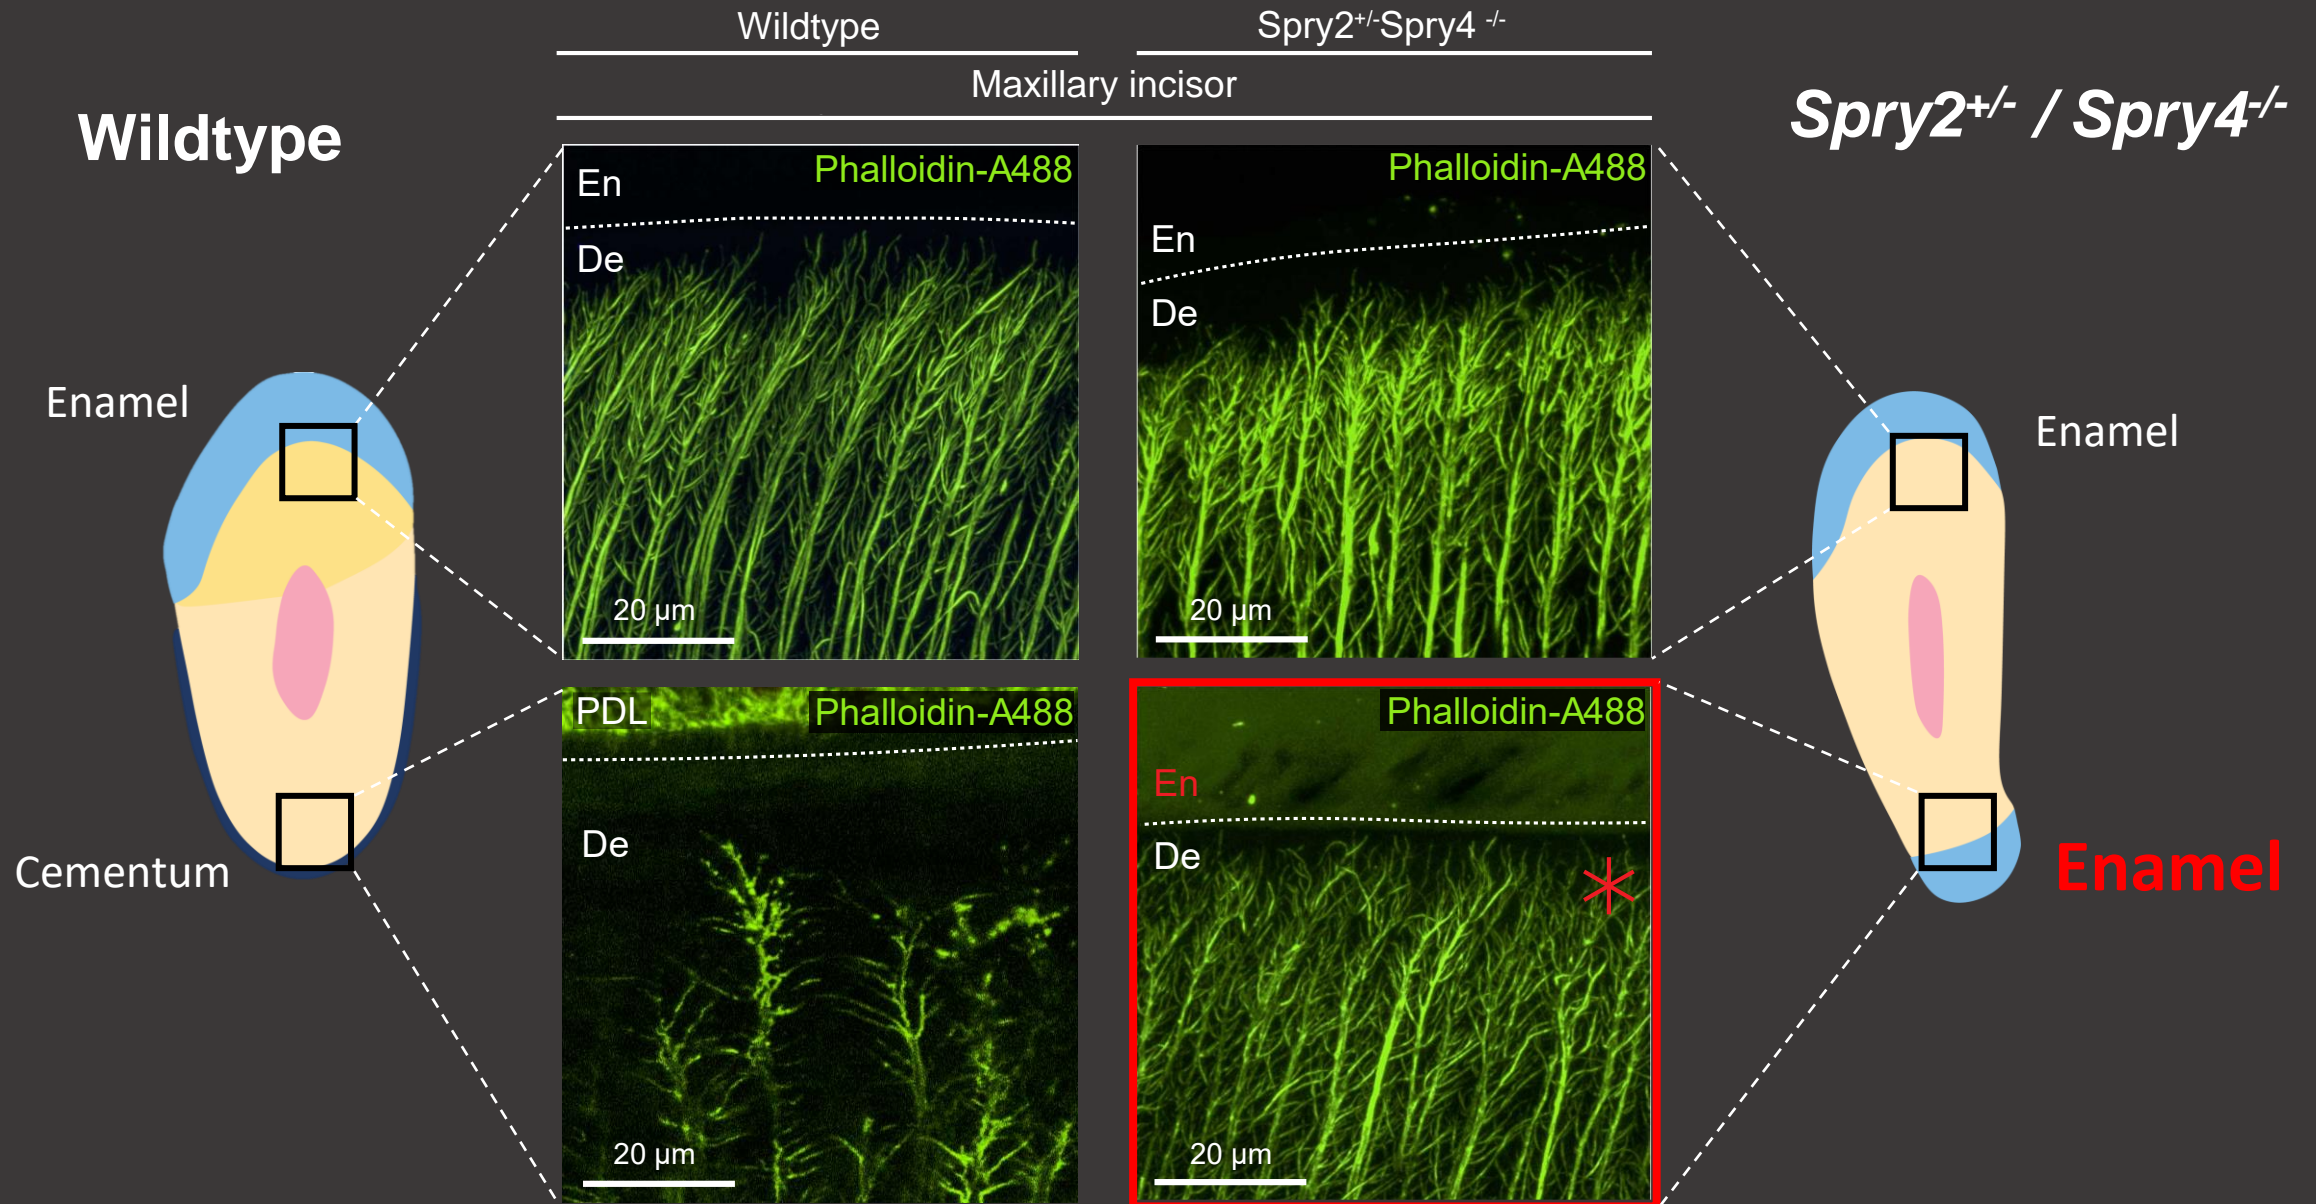 Wildtype
Spry2+/-Spry4 -/-
Maxillary incisor
Wildtype
Spry2+/- / Spry4-/-
Enamel
Cementum
En
Phalloidin-A488
De
20 µm
Phalloidin-A488
En
De
20 µm
PDL
Phalloidin-A488
De
20 µm
Phalloidin-A488
En
De
20 µm
Enamel
Enamel